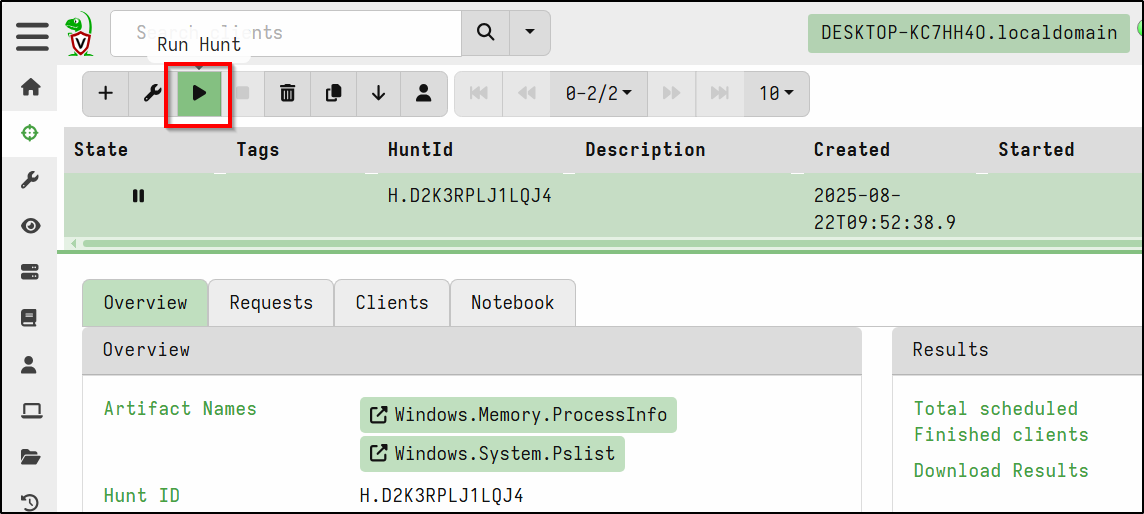 Search clients
DESKTOP-KC7HH4O.localdomain
Run Hunt
0-2/2
10
State Tags HuntId Description Created Started
H.D2K3RPLJ1LQJ4 2025-08-
22T09:52:38.9
Overview Requests Clients Notebook
Overview
Results
Artifact Names
Windows.Memory.ProcessInfo
Windows.System.Pslist
Hunt ID
H.D2K3RPLJ1LQJ4
Total scheduled
Finished clients
Download Results